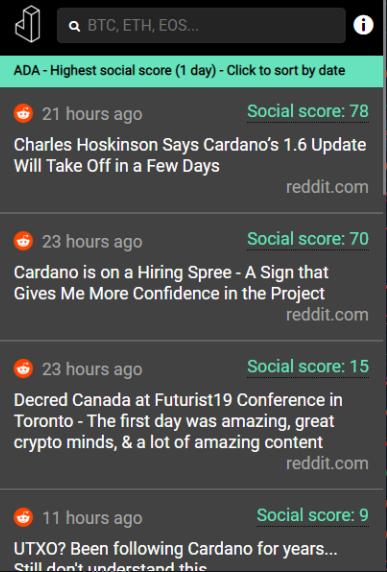 BTC, ETH, EOS...
ADA - Highest social score (1 day) - Click to sort by date
21 hours ago
Social score: 78
Charles Hoskinson Says Cardano's 1.6 Update
Will Take Off in a Few Days
reddit.com
23 hours ago
Social score: 70
Cardano is on a Hiring Spree - A Sign that
Gives Me More Confidence in the Project
reddit.com
23 hours ago
Social score: 15
Decred Canada at Futurist19 Conference in
Toronto - The first day was amazing, great
crypto minds, & a lot of amazing content
reddit.com
11 hours ago
Social score: 9
UTXO? Been following Cardano for years...
Still don't understand this